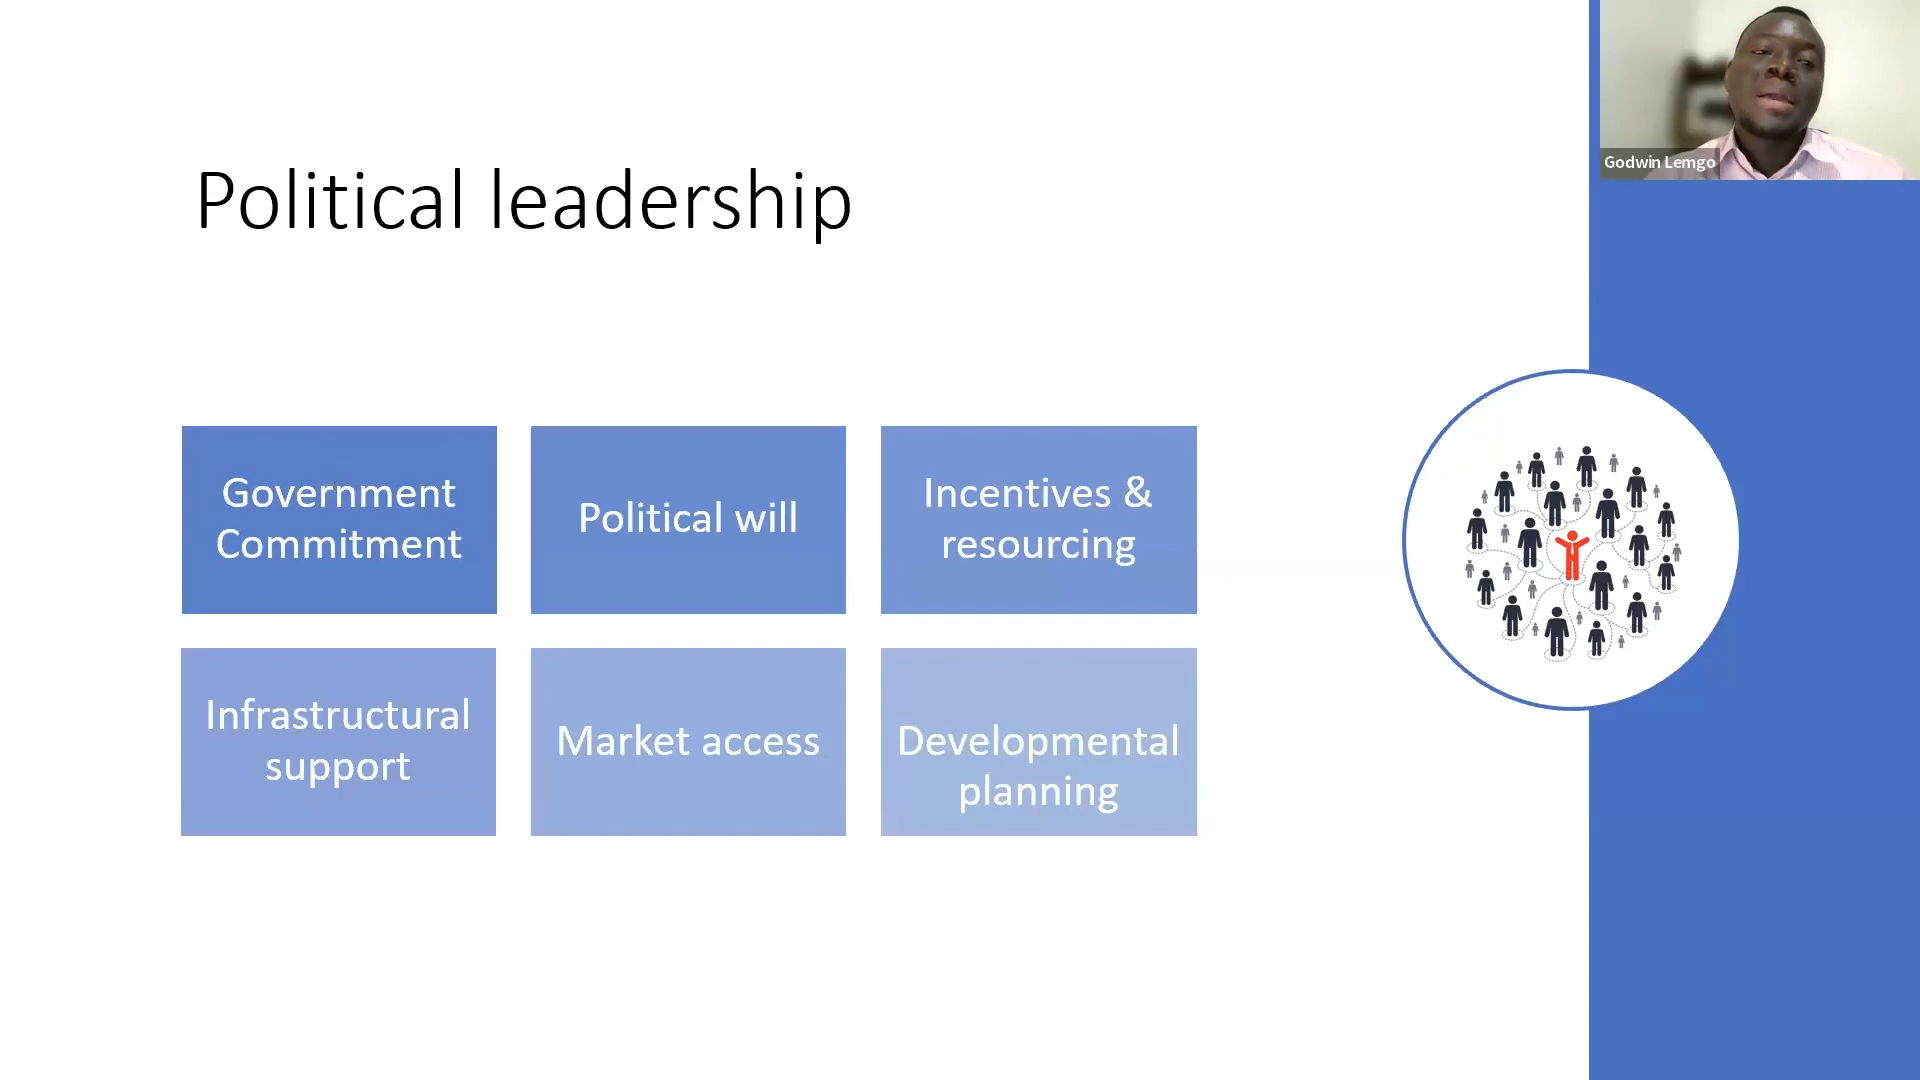 Godwin Lemgo
Political leadership
Government
Commitment
Political will
Incentives &
resourcing
Infrastructural
support
Market access
Developmental
planning